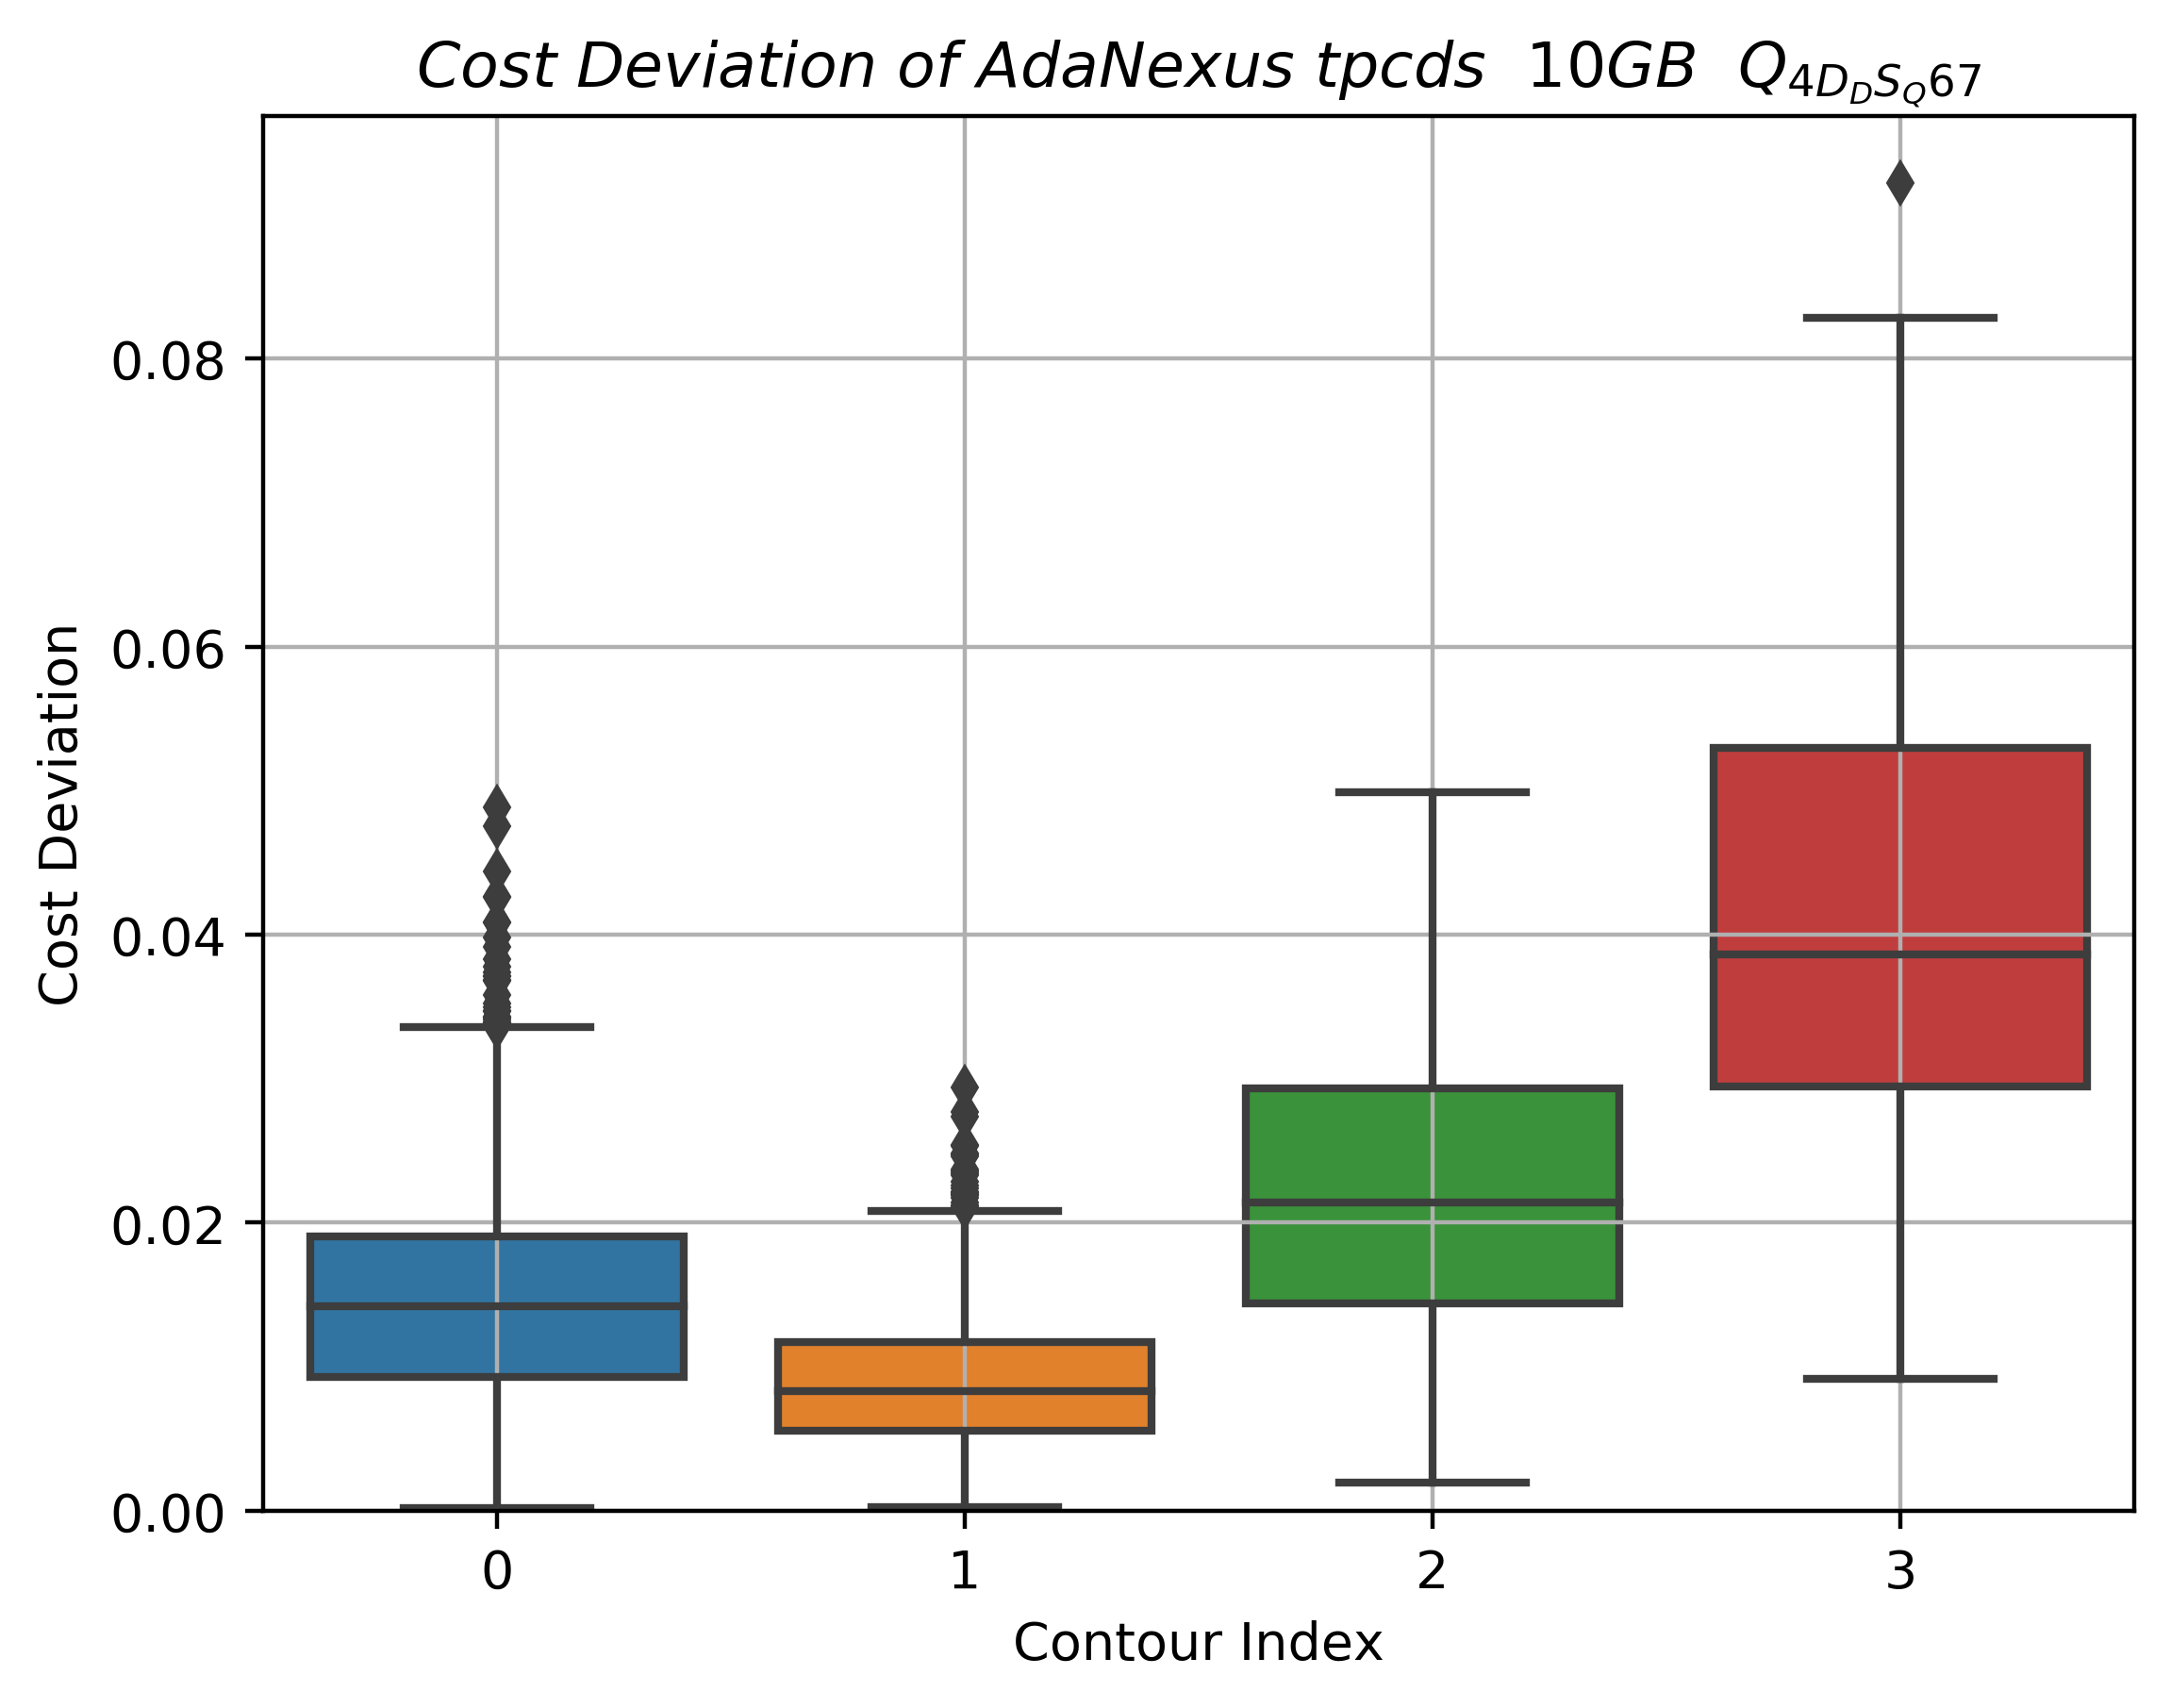 Cost Deviation of AdaNexus tpcds 10GB Q4DDSQ67
Cost Deviation
0.08
0.06
0.04
0.02
0.00
0 1 2 3
Contour Index